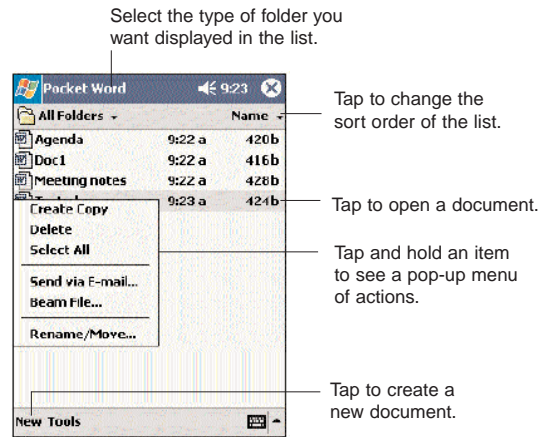 Select the type of folder you
want displayed in the list.
Pocket Word 9:23
All Folders Name
Tap to change the
sort order of the list.
Agenda 9:22 a 420b
Doc1 9:22 a 416b
Meeting notes 9:22 a 428b
9:23 a 424b
Tap to open a document.
Create Copy
Delete
Select All
Send via E-mail...
Beam File...
Rename/Move...
Tap and hold an item
to see a pop-up menu
of actions.
Tap to create a
new document.
New Tools